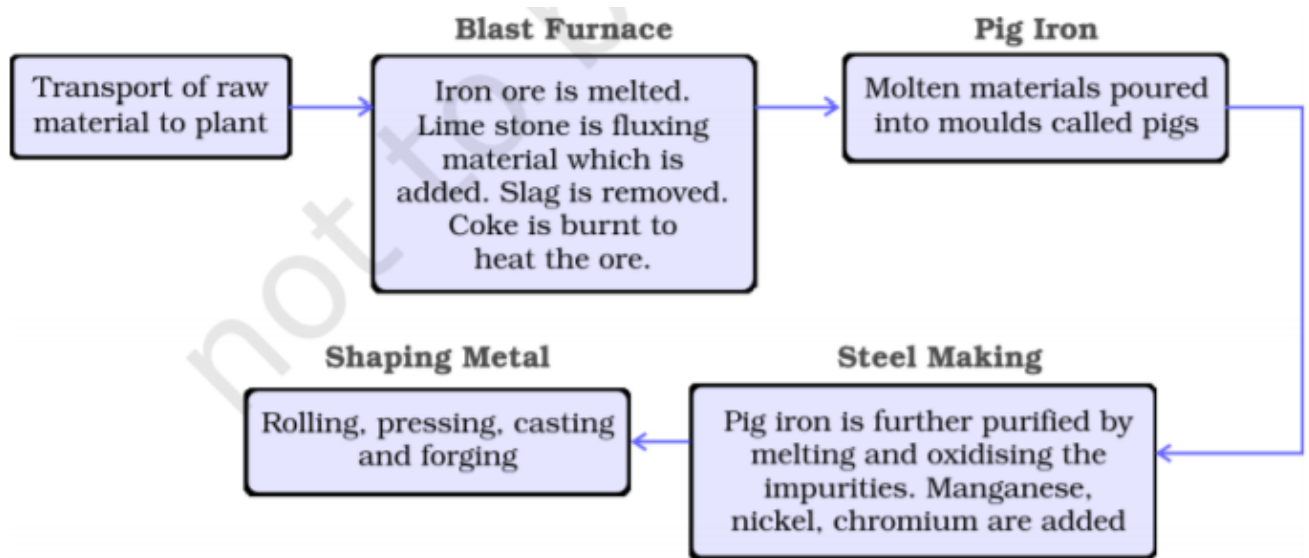 Blast Furnace
Pig Iron
Transport of raw
material to plant
Iron ore is melted.
Lime stone is fluxing
material which is
added. Slag is removed.
Coke is burnt to
heat the ore.
Molten materials poured
into moulds called pigs
Shaping Metal
Steel Making
Rolling, pressing, casting
and forging
Pig iron is further purified by
melting and oxidising the
impurities. Manganese,
nickel, chromium are added
not to